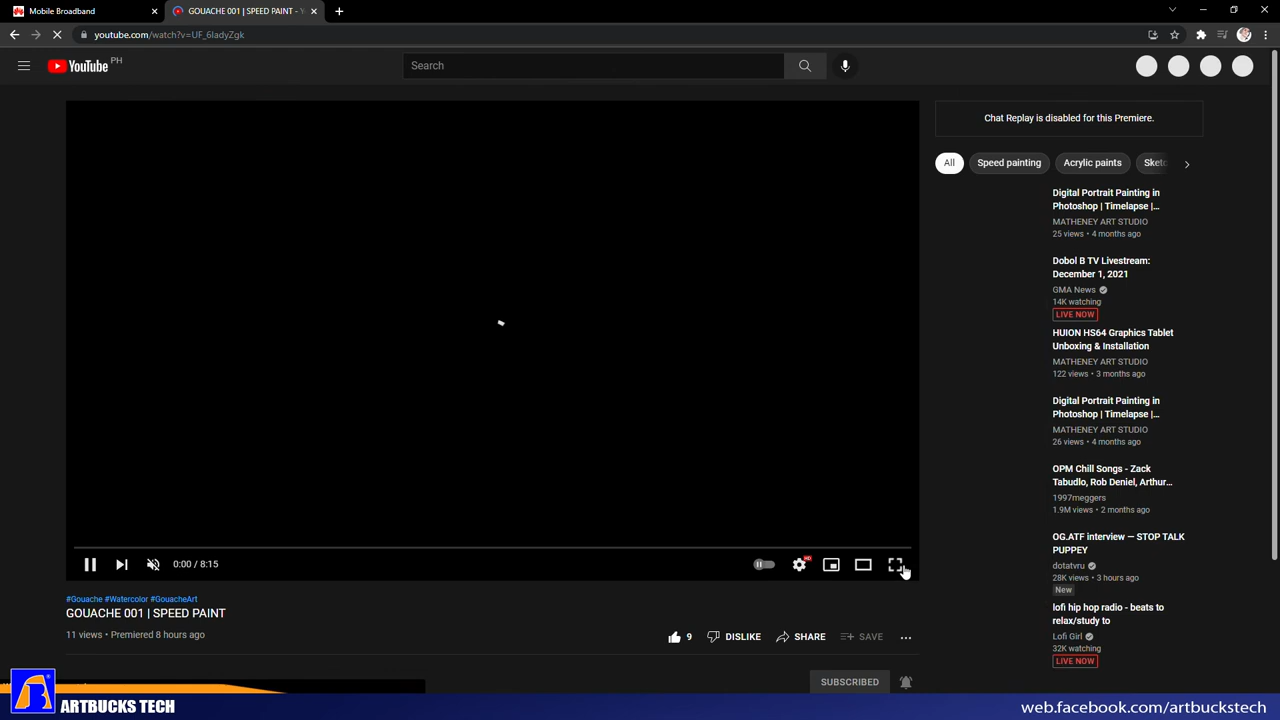 Mobile Broadband
GOUACHE 001 | SPEED PAINT -
youtube.com/watch?v=UF_6ladyZgk
YouTube PH
Search
Chat Replay is disabled for this Premiere.
All
Speed painting
Acrylic paints
Sketc
Digital Portrait Painting in
Photoshop | Timelapse |...
MATHENEY ART STUDIO
25 views • 4 months ago
Dobol B TV Livestream:
December 1, 2021
GMA News
14K watching
LIVE NOW
HUION HS64 Graphics Tablet
Unboxing & Installation
MATHENEY ART STUDIO
122 views • 3 months ago
Digital Portrait Painting in
Photoshop | Timelapse |...
MATHENEY ART STUDIO
26 views • 4 months ago
OPM Chill Songs - Zack
Tabudlo, Rob Deniel, Arthur...
1997meggers
1.9M views • 2 months ago
OG.ATF interview — STOP TALK
PUPPEY
dotatvru
28K views • 3 hours ago
New
lofi hip hop radio - beats to
relax/study to
Lofi Girl
32K watching
LIVE NOW
0:00 / 8:15
HD
#Gouache #Watercolor #GouacheArt
GOUACHE 001 | SPEED PAINT
11 views • Premiered 8 hours ago
9
DISLIKE
SHARE
SAVE
SUBSCRIBED
ARTBUCKS TECH
web.facebook.com/artbuckstech